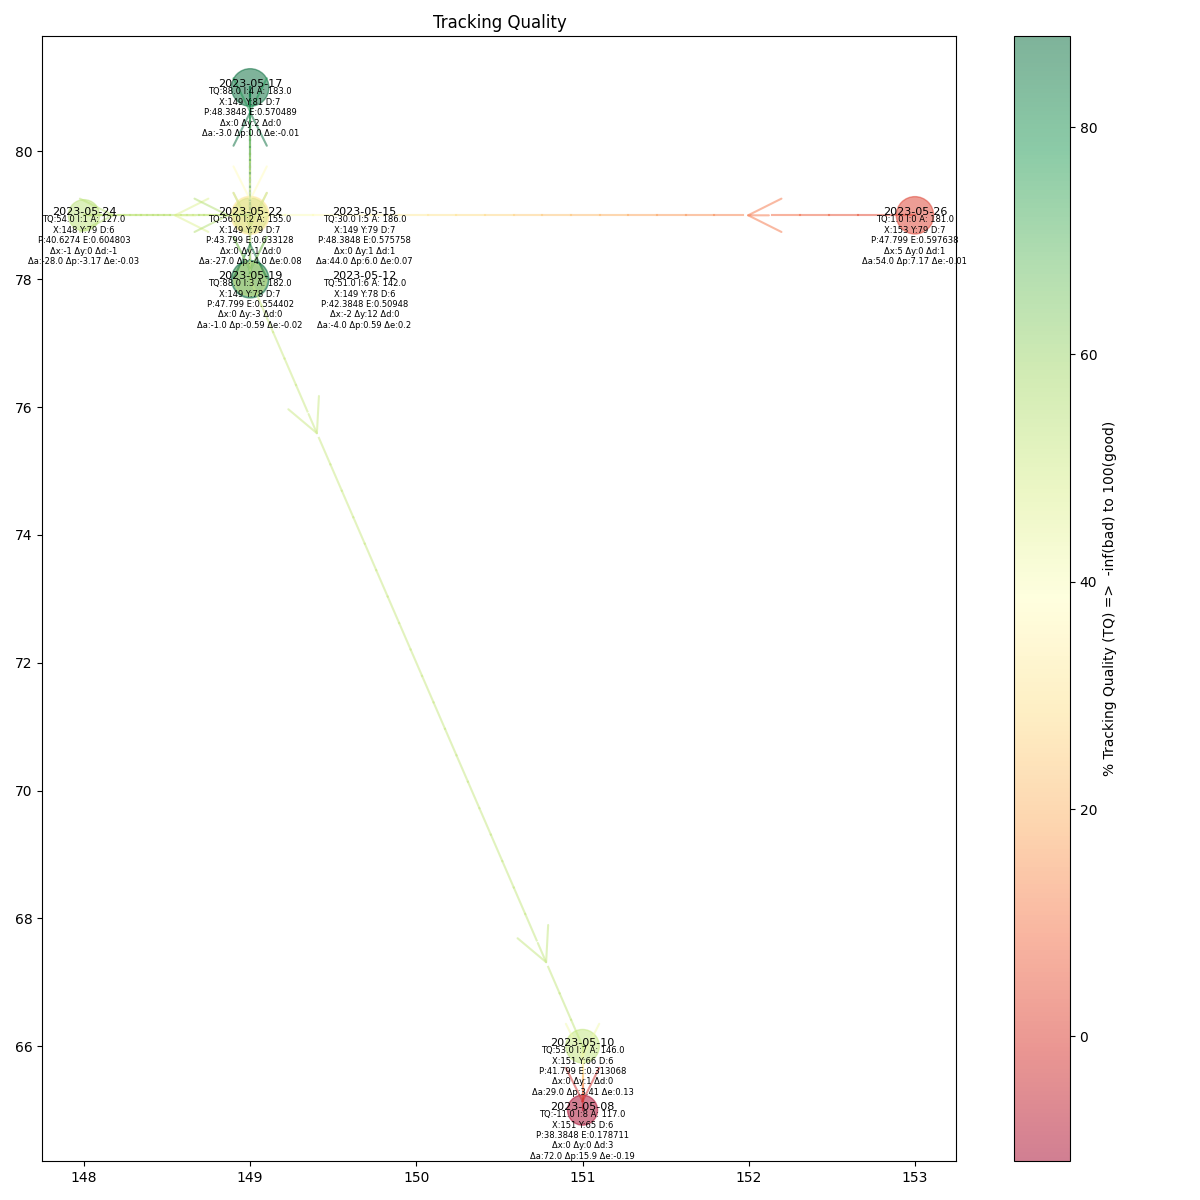 Tracking Quality
2023-05-17
TQ:88.0 I:4 A: 183.0
X:149 Y:81 D:7
P:48.3848 E:0.570489
Δx:0 Δy:2 Δd:0
Δa:-3.0 Δp:0.0 Δe:-0.01
2023-05-24
TQ:54.0 I:1 A: 127.0
X:148 Y:79 D:6
P:40.6274 E:0.604803
Δx:-1 Δy:0 Δd:-1
Δa:-28.0 Δp:-3.17 Δe:-0.03
2023-05-22
TQ:56.0 I:2 A: 155.0
X:149 Y:79 D:7
P:43.799 E:0.633128
Δx:0 Δy:1 Δd:0
Δa:-27.0 Δp:-4.0 Δe:0.08
2023-05-15
TQ:30.0 I:5 A: 186.0
X:149 Y:79 D:7
P:48.3848 E:0.575758
Δx:0 Δy:1 Δd:1
Δa:44.0 Δp:6.0 Δe:0.07
2023-05-26
TQ:1.0 I:0 A: 181.0
X:153 Y:79 D:7
P:47.799 E:0.597638
Δx:5 Δy:0 Δd:1
Δa:54.0 Δp:7.17 Δe:-0.01
2023-05-19
TQ:88.0 I:3 A: 182.0
X:149 Y:78 D:7
P:47.799 E:0.554402
Δx:0 Δy:-3 Δd:0
Δa:-1.0 Δp:-0.59 Δe:-0.02
2023-05-12
TQ:51.0 I:6 A: 142.0
X:149 Y:78 D:6
P:42.3848 E:0.50948
Δx:-2 Δy:12 Δd:0
Δa:-4.0 Δp:0.59 Δe:0.2
2023-05-10
TQ:53.0 I:7 A: 146.0
X:151 Y:66 D:6
P:41.799 E:0.313068
Δx:0 Δy:1 Δd:0
Δa:29.0 Δp:3.41 Δe:0.13
2023-05-08
TQ:-11.0 I:8 A: 117.0
X:151 Y:65 D:6
P:38.3848 E:0.178711
Δx:0 Δy:0 Δd:3
Δa:72.0 Δp:15.9 Δe:-0.19
80
78
76
74
72
70
68
66
148
149
150
151
152
153
80
60
40
20
0
% Tracking Quality (TQ) => -inf(bad) to 100(good)